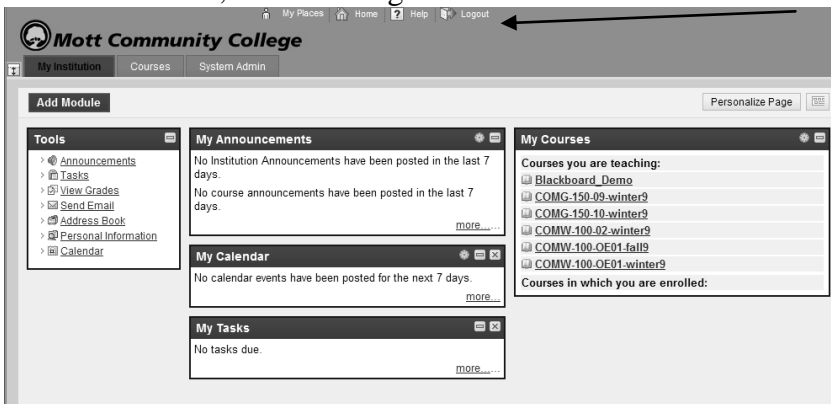 My Places Home ? Help Logout
Mott Community College
My Institution Courses System Admin
Add Module
Personalize Page
Tools
Announcements
Tasks
View Grades
Send Email
Address Book
Personal Information
Calendar
My Announcements
No Institution Announcements have been posted in the last 7
days.
No course announcements have been posted in the last 7
days.
more......
My Calendar
No calendar events have been posted for the next 7 days.
more...
My Tasks
No tasks due.
more......
My Courses
Courses you are teaching:
Blackboard_Demo
COMG-150-09-winter9
COMG-150-10-winter9
COMW-100-02-winter9
COMW-100-OE01-fall9
COMW-100-OE01-winter9
Courses in which you are enrolled: